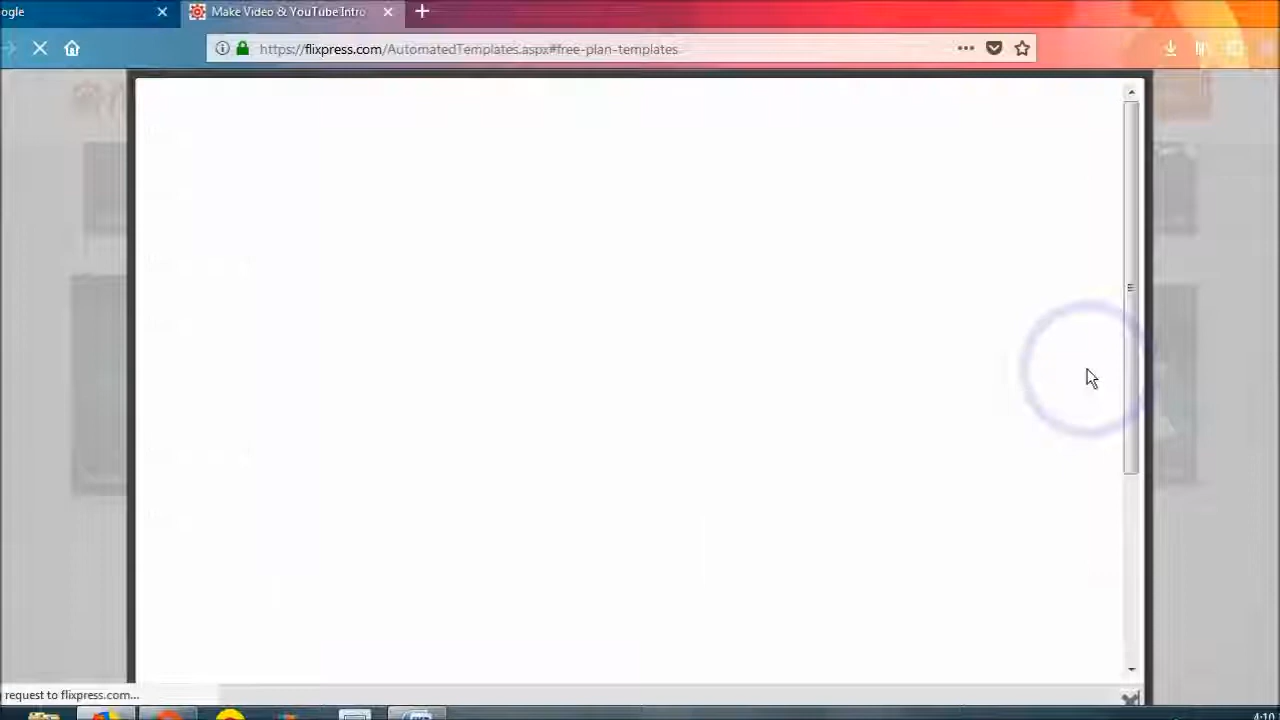 ogle
Make Video & YouTube Intro
https://flixpress.com/AutomatedTemplates.aspx#free-plan-templates
request to flixpress.com...
4:10